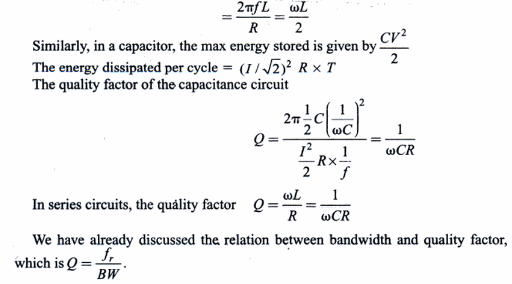 = 2πfL / R = ωL / 2
Similarly, in a capacitor, the max energy stored is given by CV² / 2
The energy dissipated per cycle = (I / √2)² R × T
The quality factor of the capacitance circuit
Q = (2π 1/2 C (1 / ωC)²) / (I²/2 R × 1/f) = 1 / ωCR
In series circuits, the quality factor Q = ωL / R = 1 / ωCR
We have already discussed the relation between bandwidth and quality factor,
which is Q = f_r / BW.